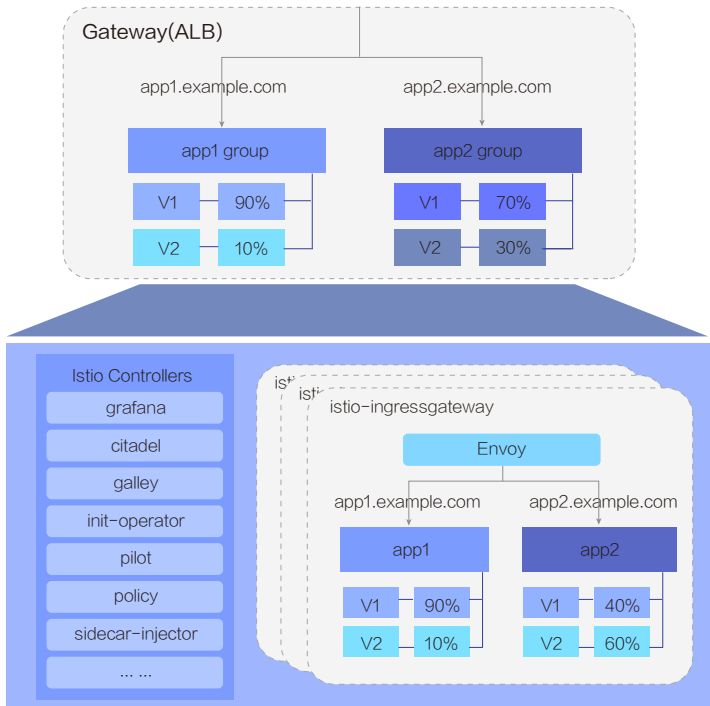 Gateway(ALB)
app1.example.com
app2.example.com
app1 group
app2 group
V1
90%
V2
10%
V1
70%
V2
30%
Istio Controllers
grafana
citadel
galley
init-operator
pilot
policy
sidecar-injector
... ...
isti
istio
istio-ingressgateway
Envoy
app1.example.com
app2.example.com
app1
app2
V1
90%
V2
10%
V1
40%
V2
60%